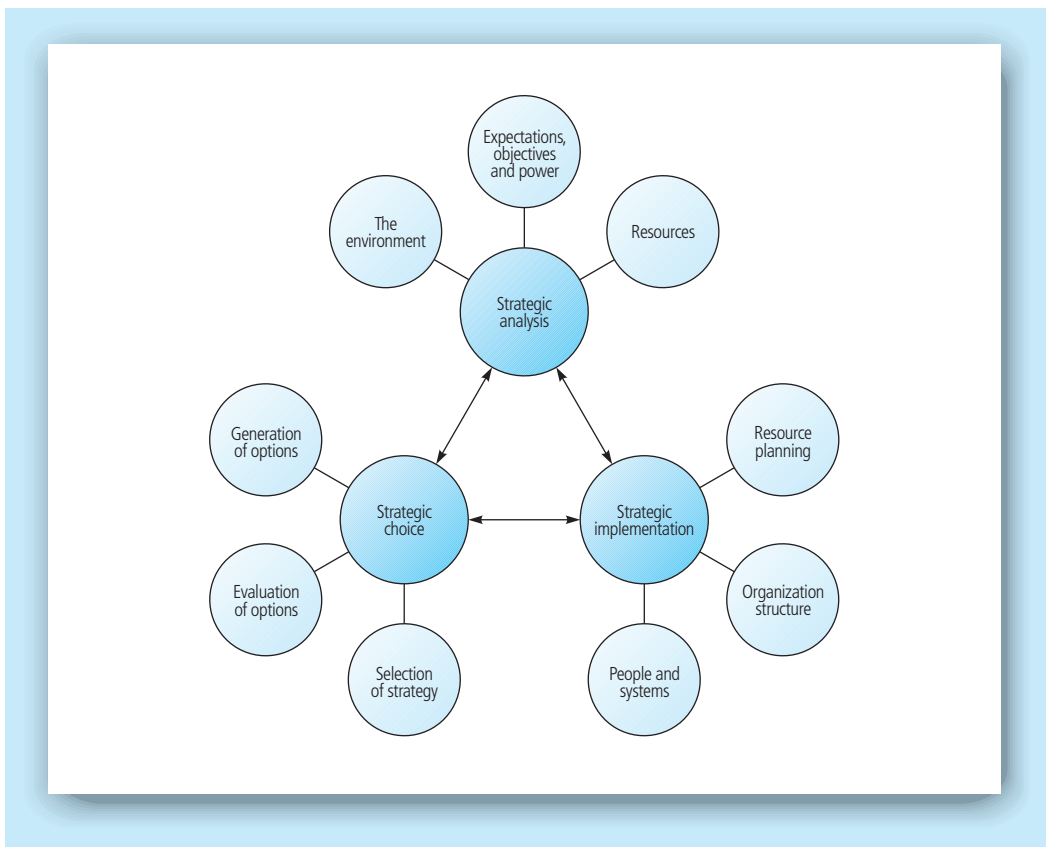 Expectations,
objectives
and power
The
environment
Resources
Strategic
analysis
Generation
of options
Resource
planning
Strategic
choice
Strategic
implementation
Evaluation
of options
Organization
structure
Selection
of strategy
People and
systems